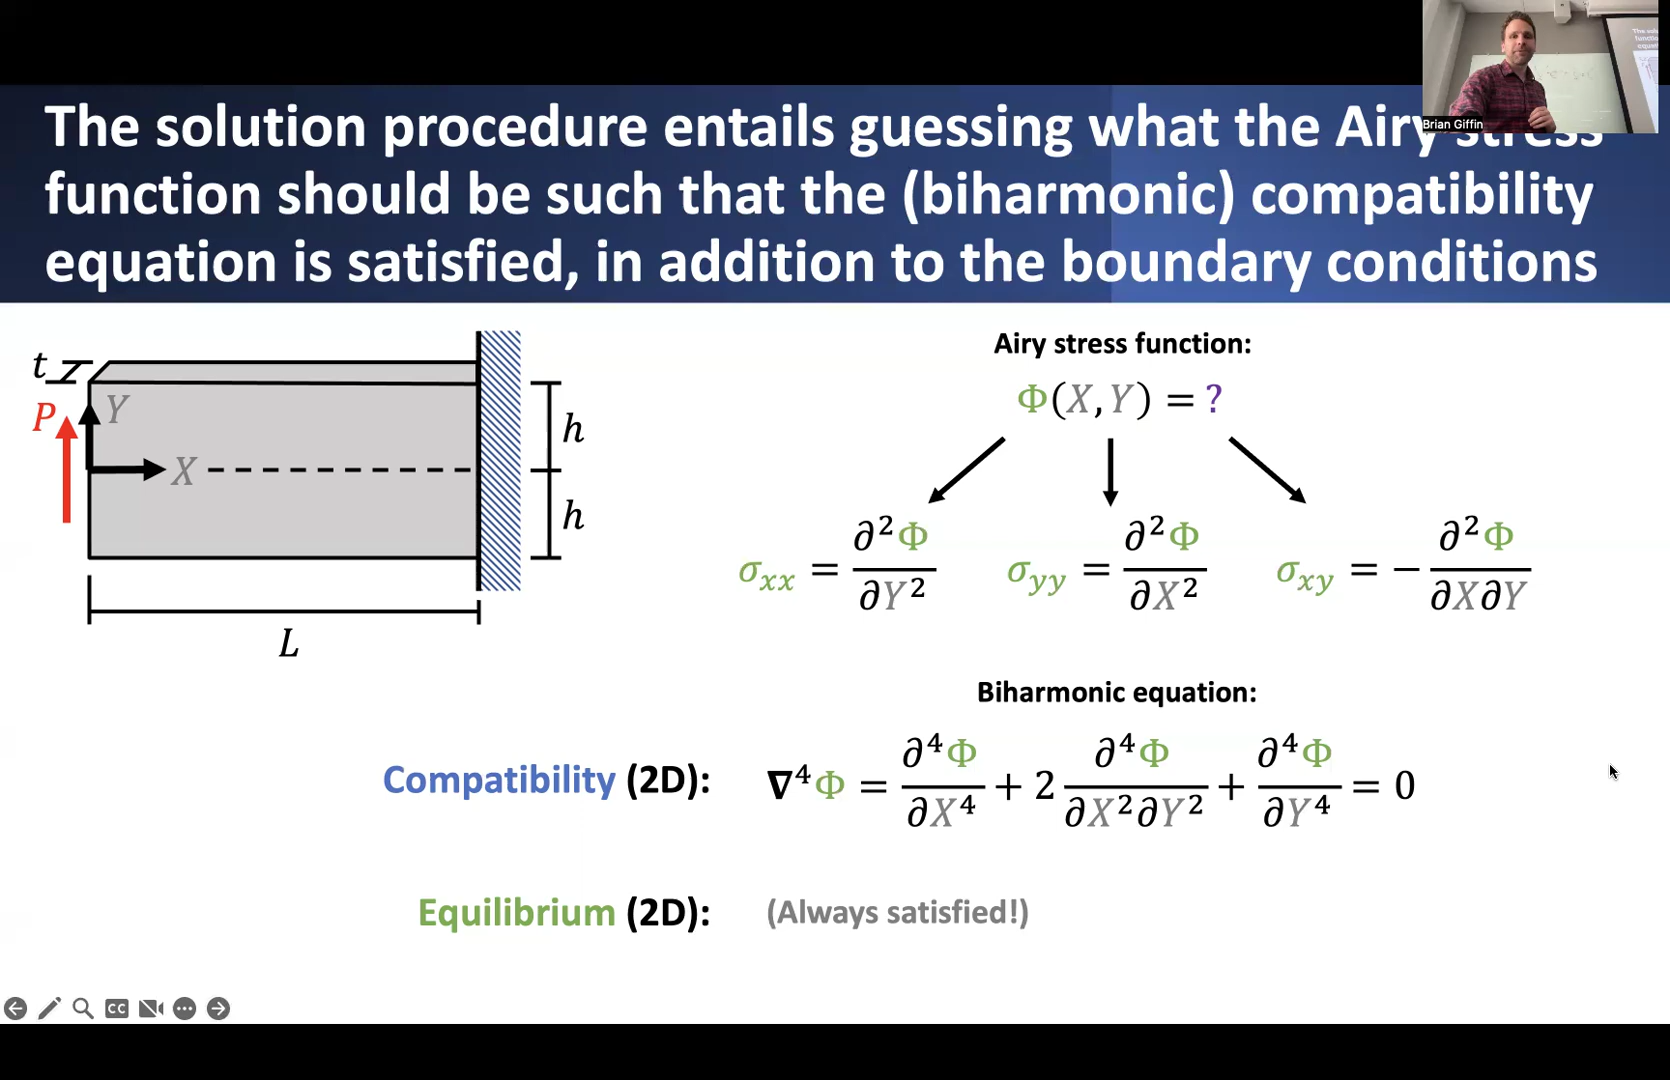 The solution procedure entails guessing what the Airy stress
function should be such that the (biharmonic) compatibility
equation is satisfied, in addition to the boundary conditions
Brian Giffin
t
P
Y
X
h
h
L
Airy stress function:
Φ(X, Y) = ?
σxx = ∂²Φ/∂Y² σyy = ∂²Φ/∂X² σxy = − ∂²Φ/∂X∂Y
Biharmonic equation:
Compatibility (2D): ∇⁴Φ = ∂⁴Φ/∂X⁴ + 2 ∂⁴Φ/∂X²∂Y² + ∂⁴Φ/∂Y⁴ = 0
Equilibrium (2D): (Always satisfied!)
CC